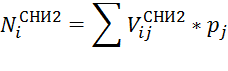 N_i^{СНИ2} = ∑ V_{ij}^{СНИ2} * p_j